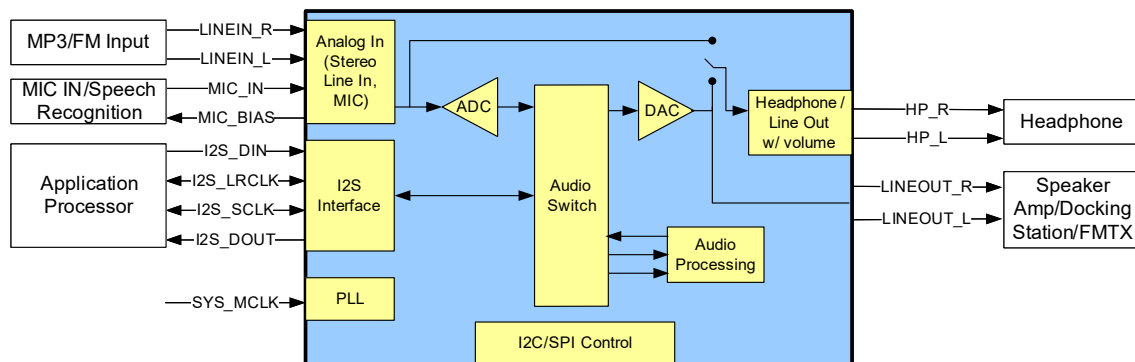 MP3/FM Input
LINEIN_R
LINEIN_L
MIC IN/Speech
Recognition
MIC_IN
MIC_BIAS
Application
Processor
I2S_DIN
I2S_LRCLK
I2S_SCLK
I2S_DOUT
SYS_MCLK
Analog In
(Stereo
Line In,
MIC)
ADC
I2S
Interface
PLL
Audio
Switch
DAC
Audio
Processing
I2C/SPI Control
Headphone /
Line Out
w/ volume
HP_R
HP_L
Headphone
LINEOUT_R
LINEOUT_L
Speaker
Amp/Docking
Station/FMTX